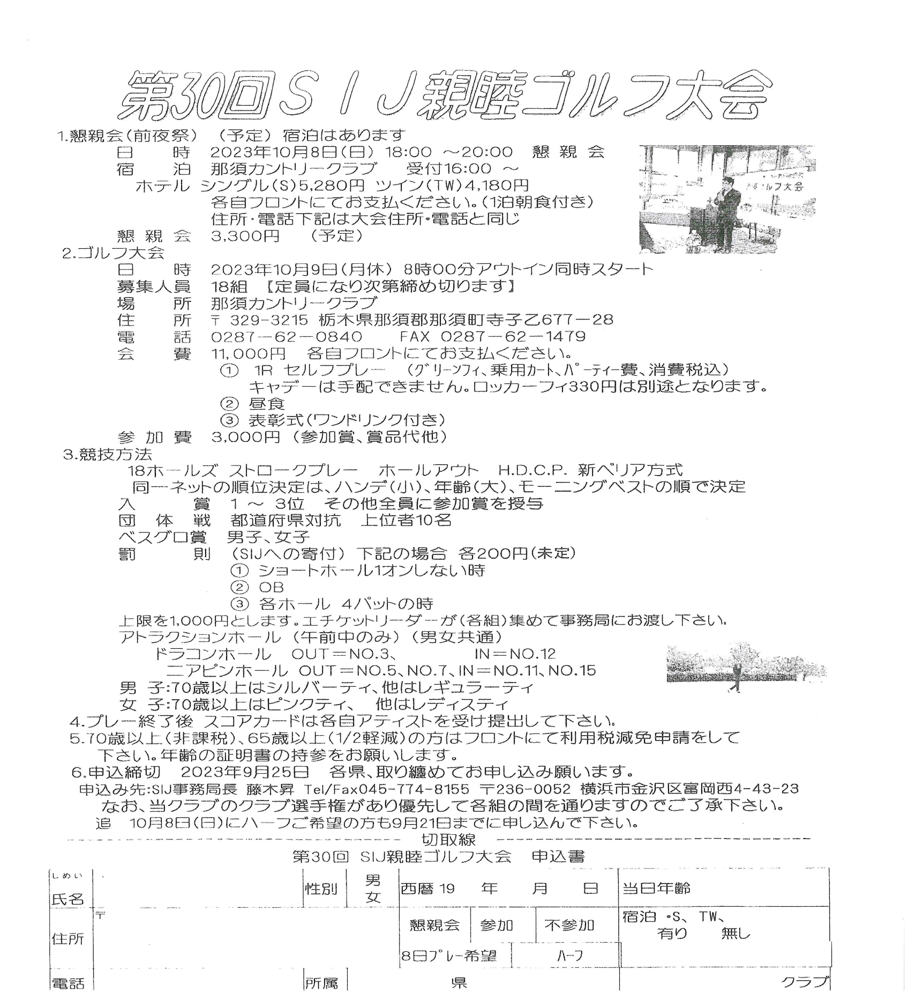 第30回SIJ親睦ゴルフ大会
1.懇親会(前夜祭) (予定) 宿泊はあります
日 時 2023年10月8日(日) 18:00 ～20:00 懇 親 会
宿 泊 那須カントリークラブ 受付16:00 ～
ホテル シングル(S)5,280円 ツイン(TW)4,180円
各自フロントにてお支払ください。(1泊朝食付き)
住所・電話下記は大会住所・電話と同じ
懇 親 会 3,300円 (予定)
2.ゴルフ大会
日 時 2023年10月9日(月休) 8時00分アウトイン同時スタート
募集人員 18組 【定員になり次第締め切ります】
場 所 那須カントリークラブ
住 所 〒 329-3215 栃木県那須郡那須町寺子乙677－28
電 話 0287－62－0840 FAX 0287－62－1479
会 費 11,000円 各自フロントにてお支払ください。
① 1R セルフプレー (ｸﾞﾘｰﾝﾌｨ、乗用ｶｰﾄ、ﾊﾟｰﾃｨｰ費、消費税込)
キャデーは手配できません。ロッカーフィ330円は別途となります。
② 昼食
③ 表彰式(ワンドリンク付き)
参 加 費 3,000円 (参加賞、賞品代他)
3.競技方法
18ホールズ ストロークプレー ホールアウト H.D.C.P. 新ペリア方式
同一ネットの順位決定は、ハンデ(小)、年齢(大)、モーニングベストの順で決定
入 賞 1 ～ 3位 その他全員に参加賞を授与
団 体 戦 都道府県対抗 上位者10名
ベスグロ賞 男子、女子
罰 則 (SIJへの寄付) 下記の場合 各200円(未定)
① ショートホール1オンしない時
② OB
③ 各ホール 4パットの時
上限を1,000円とします。エチケットリーダーが(各組)集めて事務局にお渡し下さい。
アトラクションホール (午前中のみ) (男女共通)
ドラコンホール OUT＝NO.3、 IN＝NO.12
ニアピンホール OUT＝NO.5、NO.7、IN＝NO.11、NO.15
男 子:70歳以上はシルバーティ、他はレギュラーティ
女 子:70歳以上はピンクティ、 他はレディスティ
4.プレー終了後 スコアカードは各自アティストを受け提出して下さい。
5.70歳以上(非課税)、65歳以上(1/2軽減)の方はフロントにて利用税減免申請をして
下さい。年齢の証明書の持参をお願いします。
6.申込締切 2023年9月25日 各県、取り纏めてお申し込み願います。
申込み先:SIJ事務局長 藤木昇 Tel/Fax045-774-8155 〒236-0052 横浜市金沢区富岡西4-43-23
なお、当クラブのクラブ選手権があり優先して各組の間を通りますのでご了承下さい。
追 10月8日(日)にハーフご希望の方も9月21日までに申し込んで下さい。
切取線
第30回 SIJ親睦ゴルフ大会 申込書
しめい
氏名 性別 男 女 西暦 19 年 月 日 当日年齢
〒
住所 懇親会 参加 不参加 宿泊 ・S、 TW、
有り 無し
8日ﾌﾟﾚｰ希望 ﾊｰﾌ
電話 所属 県 クラブ